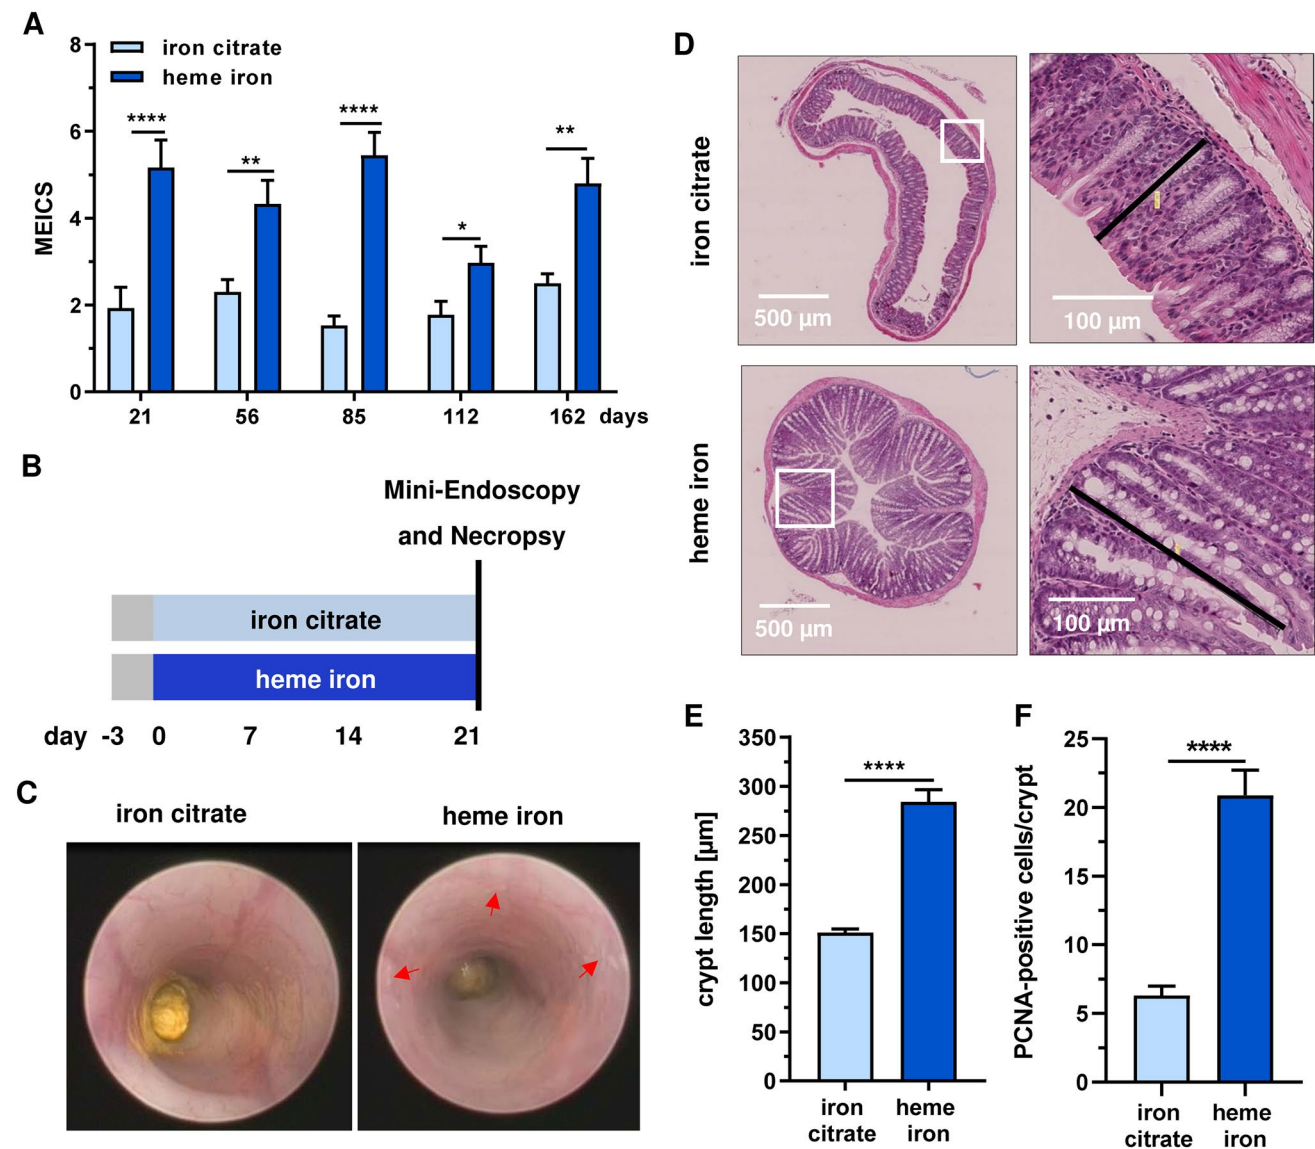 A
8
6
4
2
0
MEICS
iron citrate
heme iron
****
**
****
*
**
21 56 85 112 162 days
B
Mini-Endoscopy
and Necropsy
iron citrate
heme iron
day -3 0 7 14 21
C
iron citrate
heme iron
D
iron citrate
500 µm
100 µm
heme iron
500 µm
100 µm
E
350
300
250
200
150
100
50
0
crypt length [µm]
****
iron
citrate
heme
iron
F
25
20
15
10
5
0
PCNA-positive cells/crypt
****
iron
citrate
heme
iron